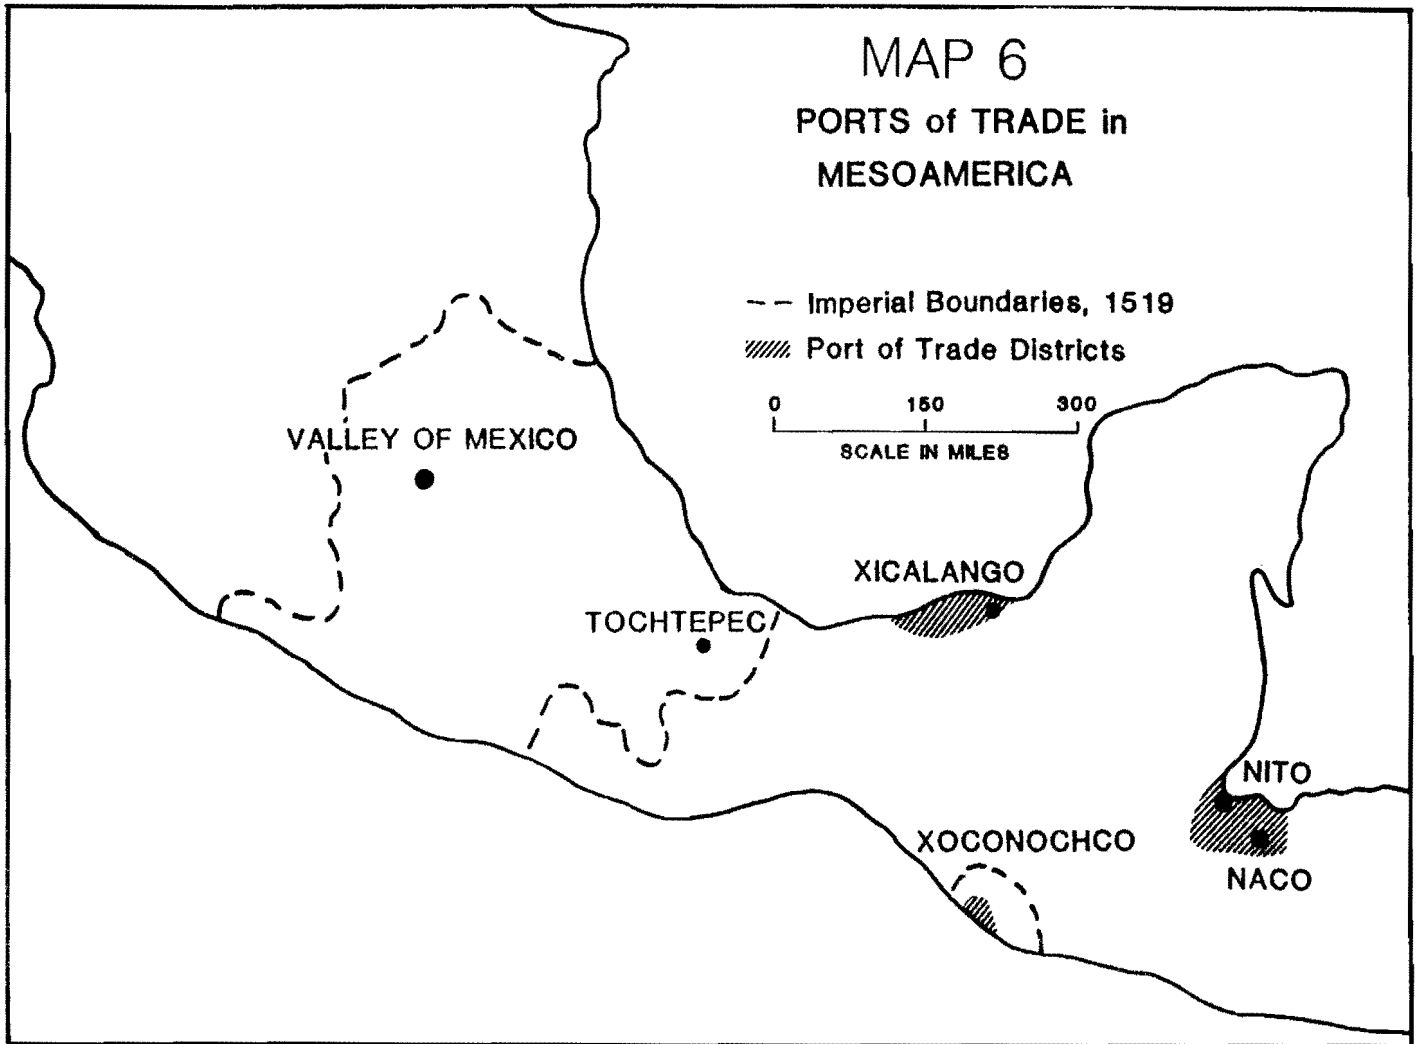 MAP 6
PORTS of TRADE in
MESOAMERICA
-- Imperial Boundaries, 1519
Port of Trade Districts
0 150 300
SCALE IN MILES
VALLEY OF MEXICO
XICALANGO
TOCHTEPEC
NITO
XOCONOCHCO
NACO